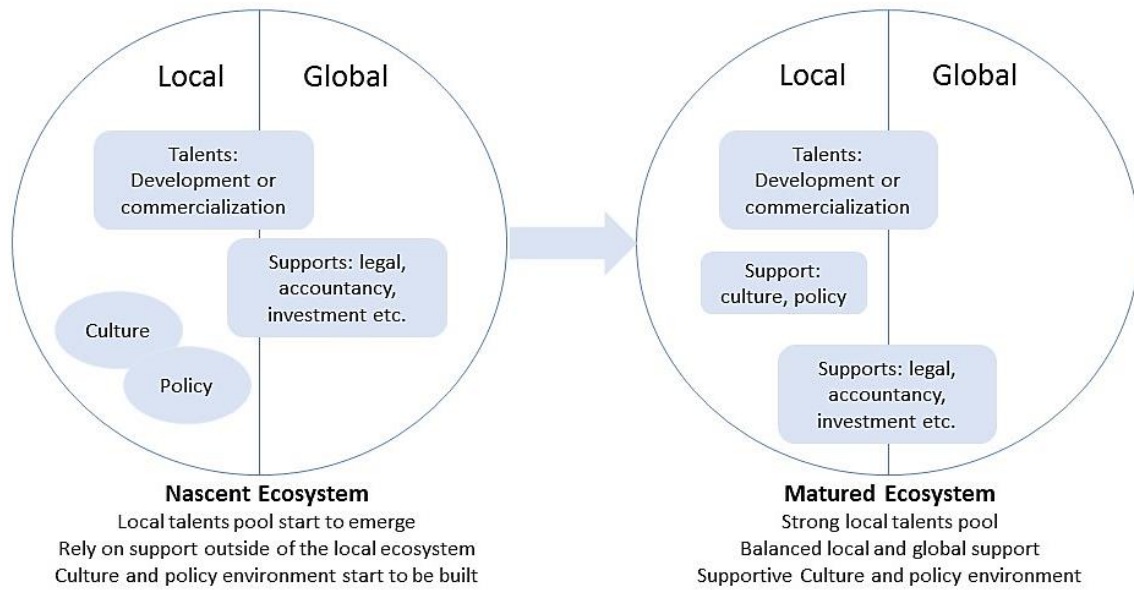 Local
Global
Talents:
Development or
commercialization
Supports: legal,
accountancy,
investment etc.
Culture
Policy
Nascent Ecosystem
Local talents pool start to emerge
Rely on support outside of the local ecosystem
Culture and policy environment start to be built
Local
Global
Talents:
Development or
commercialization
Support:
culture, policy
Supports: legal,
accountancy,
investment etc.
Matured Ecosystem
Strong local talents pool
Balanced local and global support
Supportive Culture and policy environment